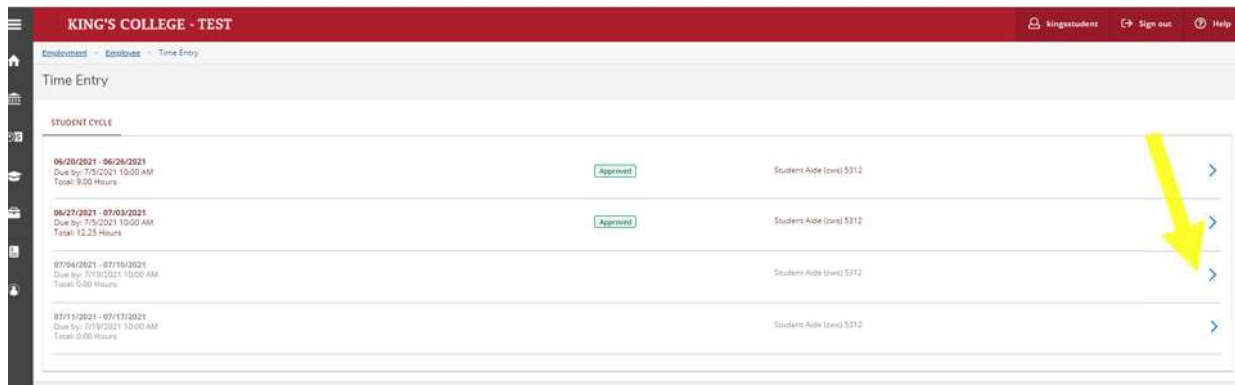 KING'S COLLEGE - TEST
kingsstudent
Sign out
Help
Employment
Employee
Time Entry
Time Entry
STUDENT CYCLE
06/20/2021 - 06/26/2021
Due by: 7/5/2021 10:00 AM
Total: 9.00 Hours
Approved
Student Aide (cws) 5312
06/27/2021 - 07/03/2021
Due by: 7/5/2021 10:00 AM
Total: 12.25 Hours
Approved
Student Aide (cws) 5312
07/04/2021 - 07/10/2021
Due by: 7/19/2021 10:00 AM
Total: 0.00 Hours
Student Aide (cws) 5312
07/11/2021 - 07/17/2021
Due by: 7/19/2021 10:00 AM
Total: 0.00 Hours
Student Aide (cws) 5312